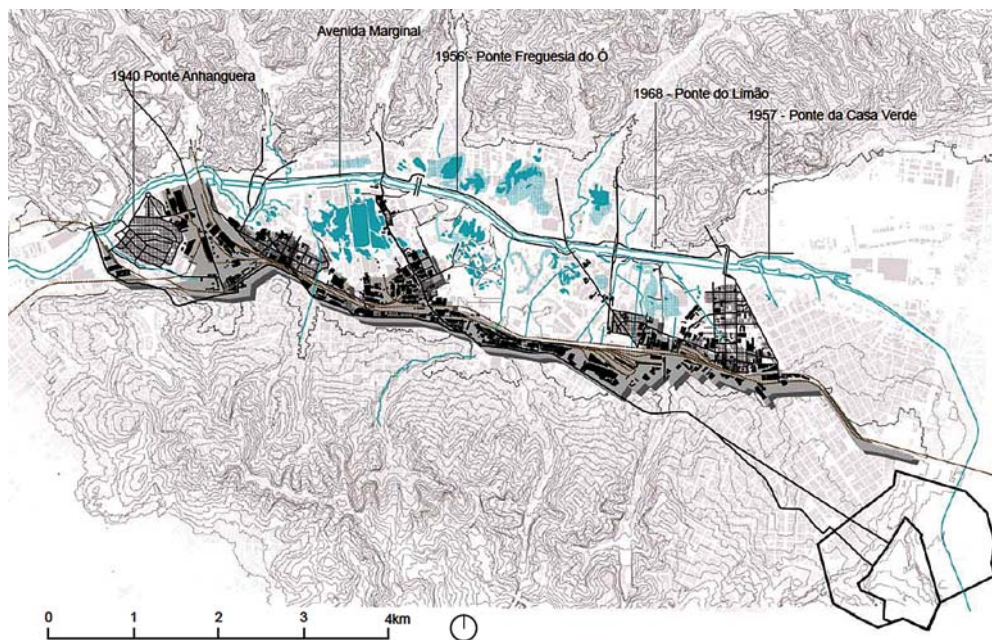 Avenida Marginal
1956'- Ponte Freguesia do Ó
1940 Ponte Anhanguera
1968 - Ponte do Limão
1957 - Ponte da Casa Verde
0 1 2 3 4km